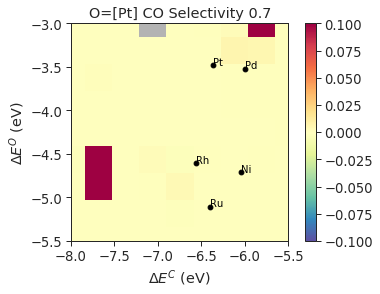 O=[Pt] CO Selectivity 0.7
−3.0
−3.5
−4.0
−4.5
−5.0
−5.5
ΔE^O (eV)
Pt
Pd
Rh
Ni
Ru
−8.0 −7.5 −7.0 −6.5 −6.0 −5.5
ΔE^C (eV)
0.100
0.075
0.050
0.025
0.000
−0.025
−0.050
−0.075
−0.100